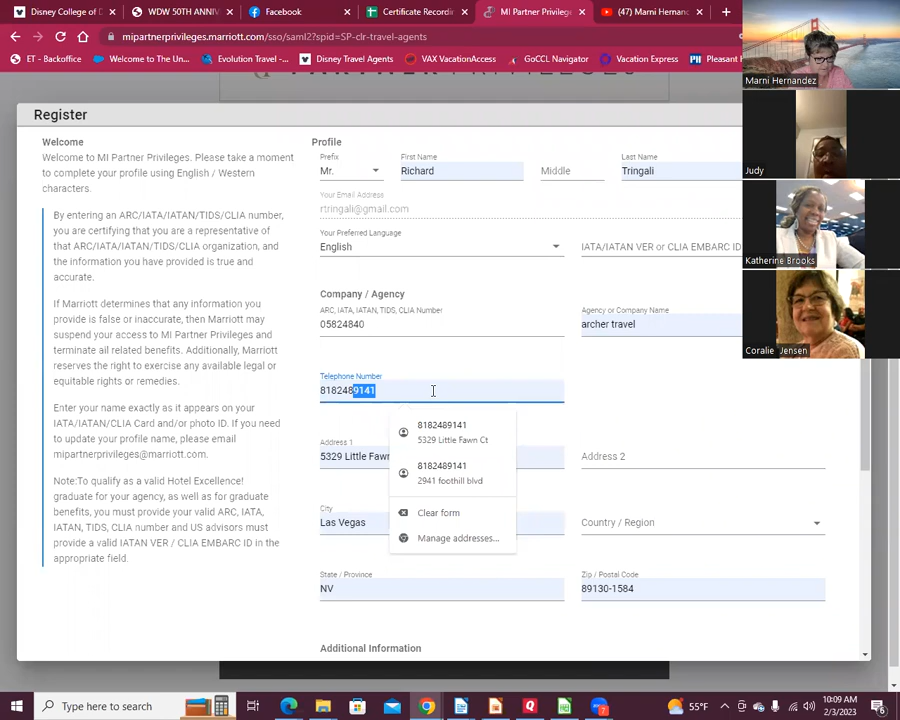 Disney College of D
WDW 50TH ANNIV
Facebook
Certificate Recordin
MI Partner Privilege
(47) Marni Hernanc
mipartnerprivileges.marriott.com/sso/saml2?spid=SP-clr-travel-agents
ET - Backoffice
Welcome to The Un
Evolution Travel -
Disney Travel Agents
VAX VacationAccess
GoCCL Navigator
Vacation Express
Pleasant
PARTNER PRIVILEGES
Register
Welcome
Welcome to MI Partner Privileges. Please take a moment
to complete your profile using English / Western
characters.
By entering an ARC/IATA/IATAN/TIDS/CLIA number,
you are certifying that you are a representative of
that ARC/IATA/IATAN/TIDS/CLIA organization, and
the information you have provided is true and
accurate.
If Marriott determines that any information you
provide is false or inaccurate, then Marriott may
suspend your access to MI Partner Privileges and
terminate all related benefits. Additionally, Marriott
reserves the right to exercise any available legal or
equitable rights or remedies.
Enter your name exactly as it appears on your
IATA/IATAN/CLIA Card and/or photo ID. If you need
to update your profile name, please email
mipartnerprivileges@marriott.com.
Note:To qualify as a valid Hotel Excellence!
graduate for your agency, as well as for graduate
benefits, you must provide your valid ARC, IATA,
IATAN, TIDS, CLIA number and US advisors must
provide a valid IATAN VER / CLIA EMBARC ID in the
appropriate field.
Profile
Prefix
First Name
Last Name
Mr.
Richard
Middle
Tringali
Your Email Address
rtringali@gmail.com
Your Preferred Language
English
IATA/IATAN VER or CLIA EMBARC ID
Company / Agency
ARC, IATA, IATAN, TIDS, CLIA Number
Agency or Company Name
05824840
archer travel
Telephone Number
8182489141
8182489141
5329 Little Fawn Ct
8182489141
2941 foothill blvd
Clear form
Manage addresses...
Address 1
5329 Little Fawn
Address 2
City
Las Vegas
Country / Region
State / Province
Zip / Postal Code
NV
89130-1584
Additional Information
Marni Hernandez
Judy
Katherine Brooks
Coralie Jensen
Type here to search
55°F
10:09 AM
2/3/2023
6